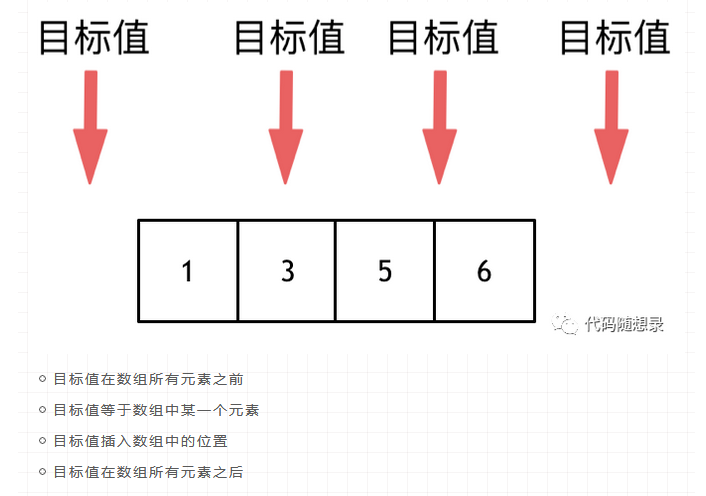 目标值 目标值 目标值 目标值
1 3 5 6
代码随想录
目标值在数组所有元素之前
目标值等于数组中某一个元素
目标值插入数组中的位置
目标值在数组所有元素之后